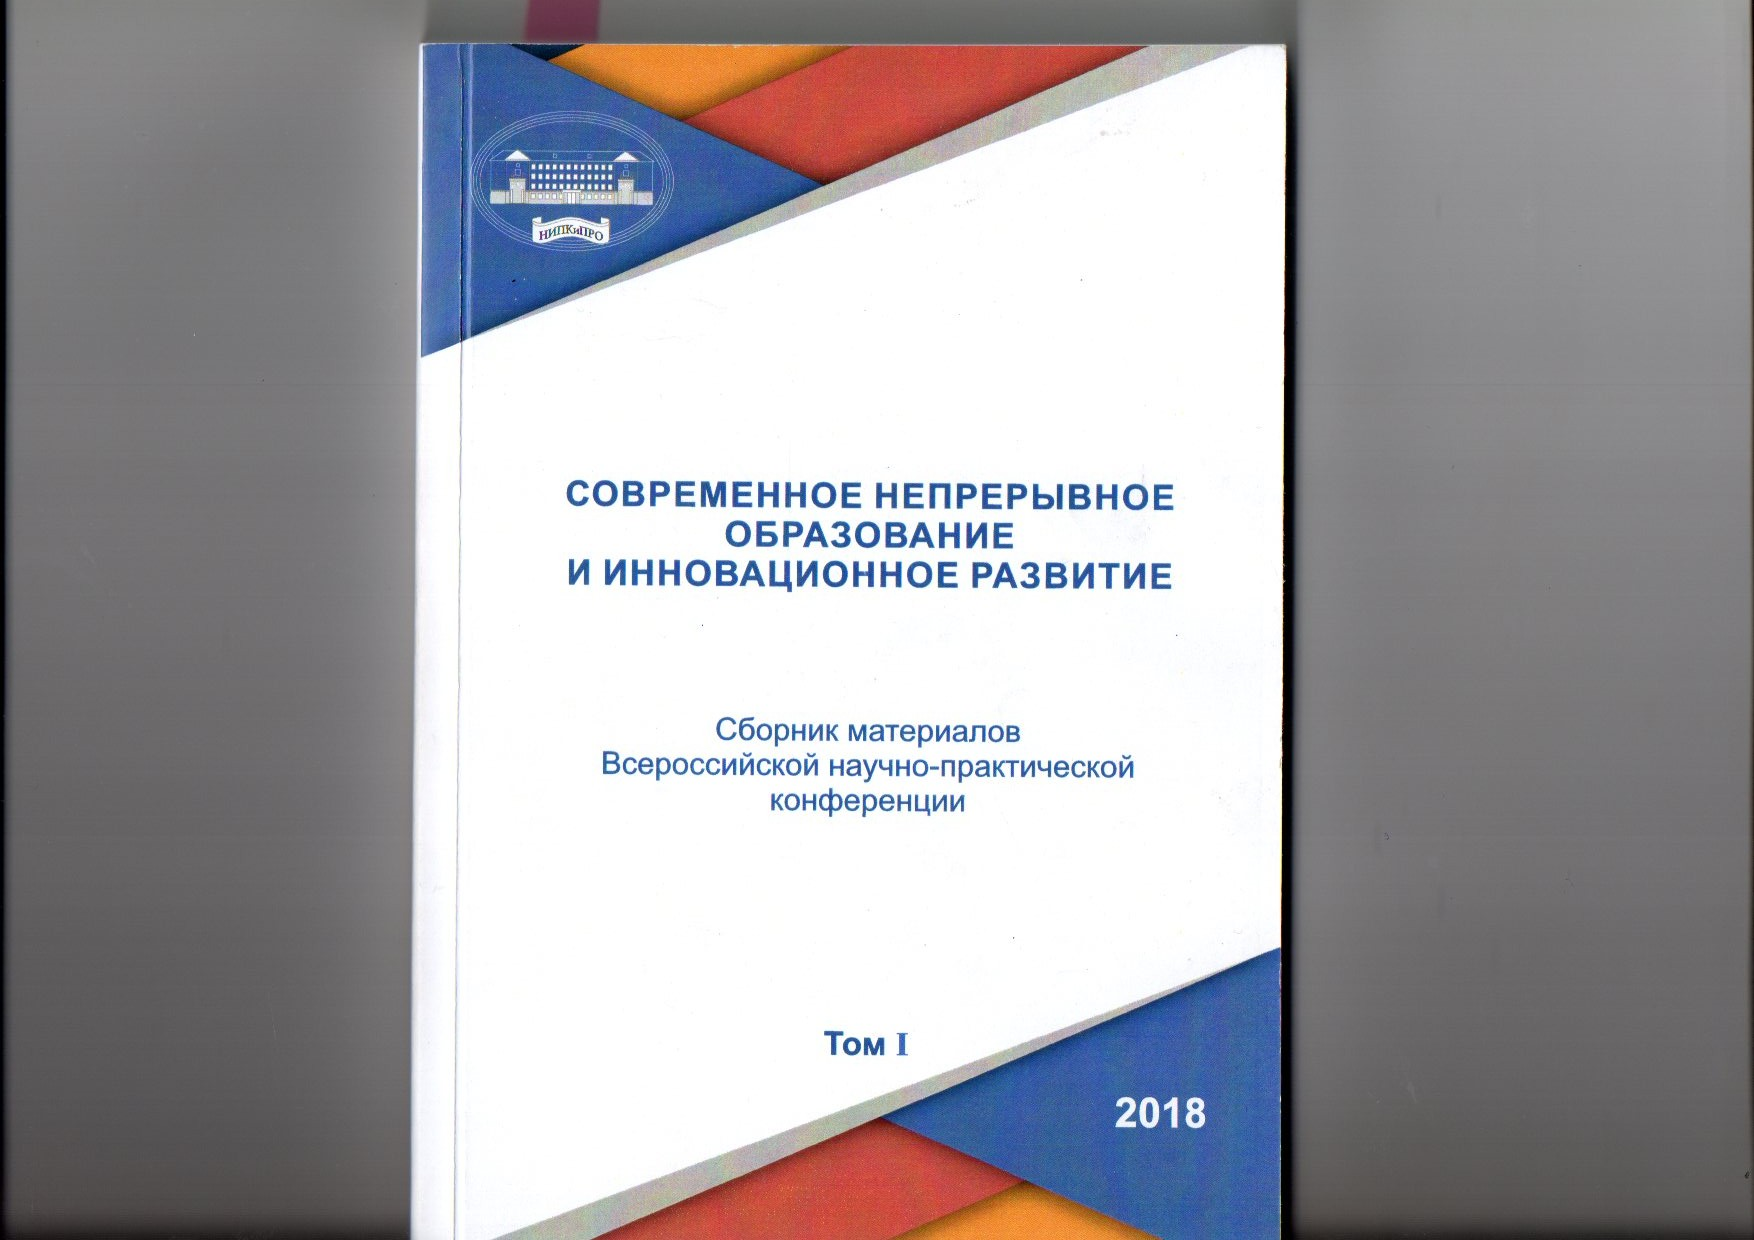 НИПКиПРО
СОВРЕМЕННОЕ НЕПРЕРЫВНОЕ
ОБРАЗОВАНИЕ
И ИННОВАЦИОННОЕ РАЗВИТИЕ
Сборник материалов
Всероссийской научно-практической
конференции
Том I
2018